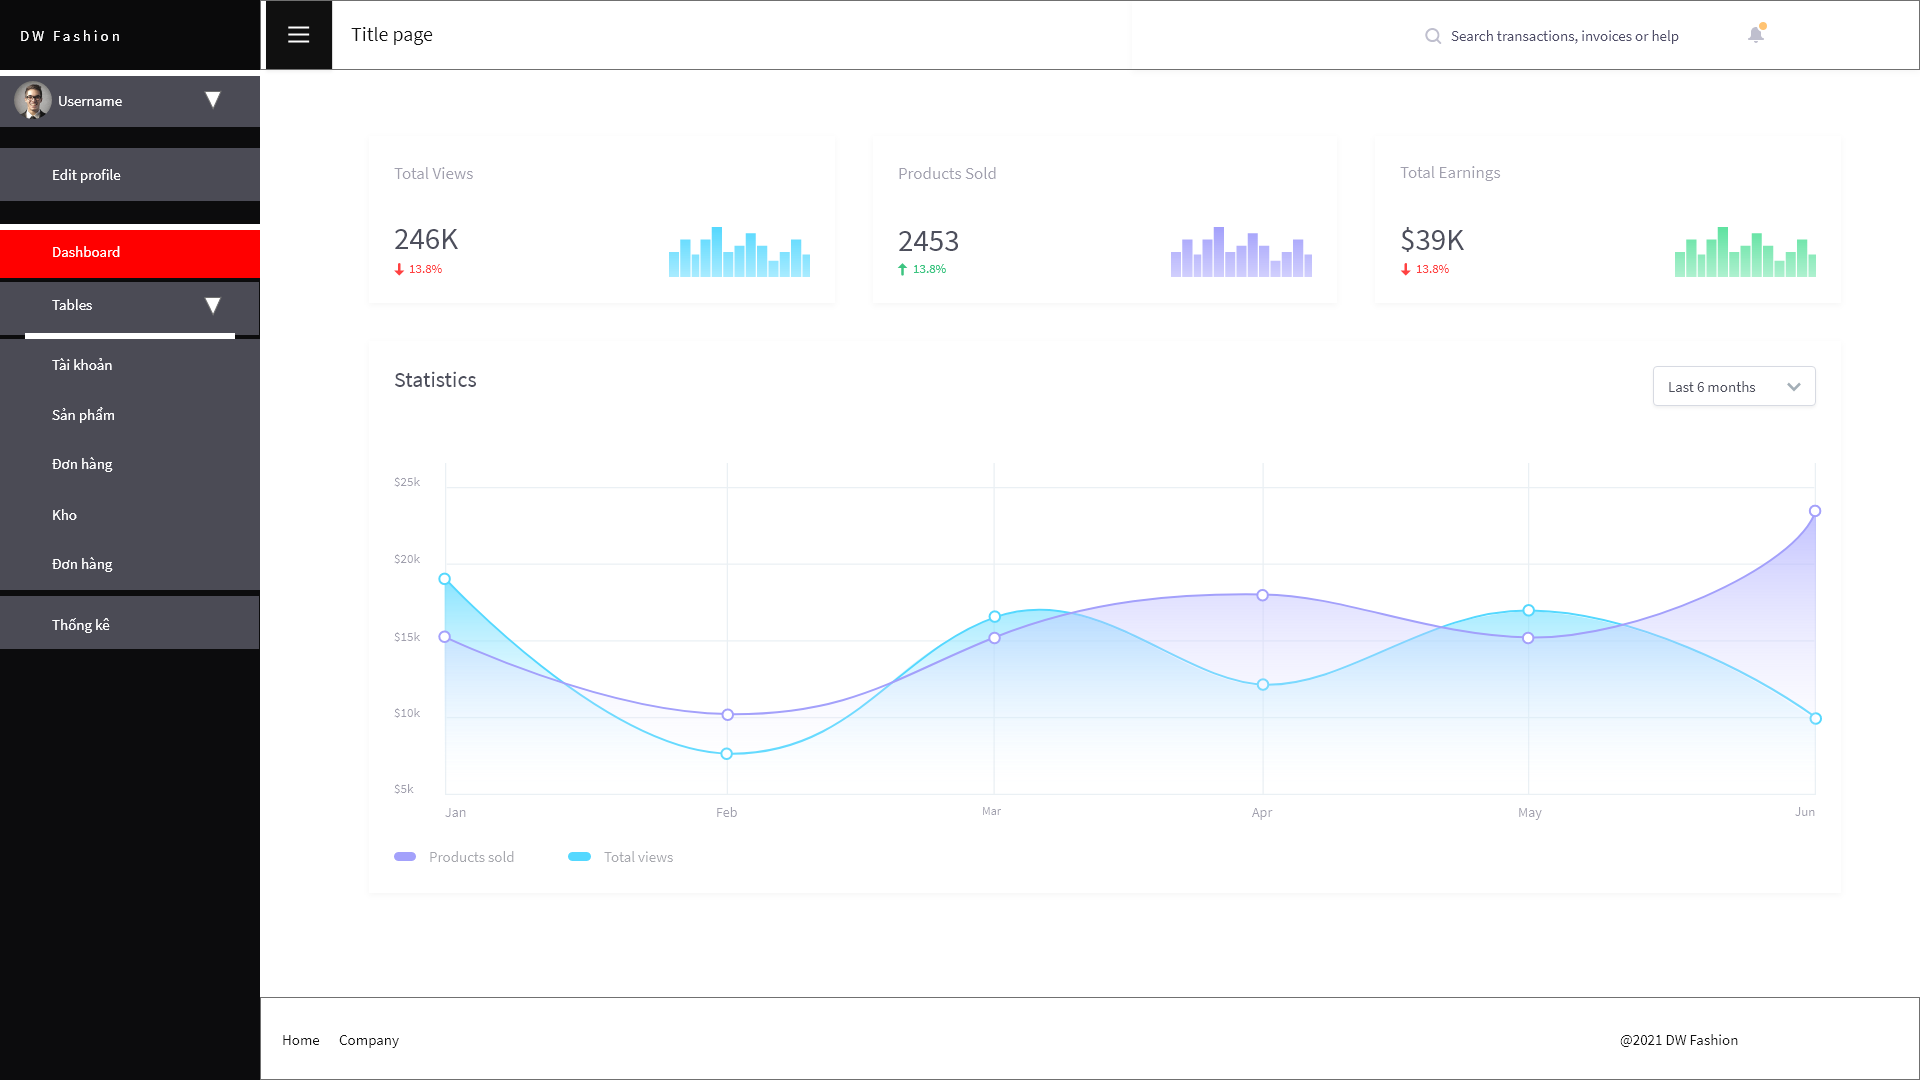 DW Fashion
Title page
Search transactions, invoices or help
Username
Edit profile
Dashboard
Tables
Tài khoản
Sản phẩm
Đơn hàng
Kho
Đơn hàng
Thống kê
Total Views
246K
13.8%
Products Sold
2453
13.8%
Total Earnings
$39K
13.8%
Statistics
Last 6 months
$25k
$20k
$15k
$10k
$5k
Jan Feb Mar Apr May Jun
Products sold Total views
Home Company
@2021 DW Fashion